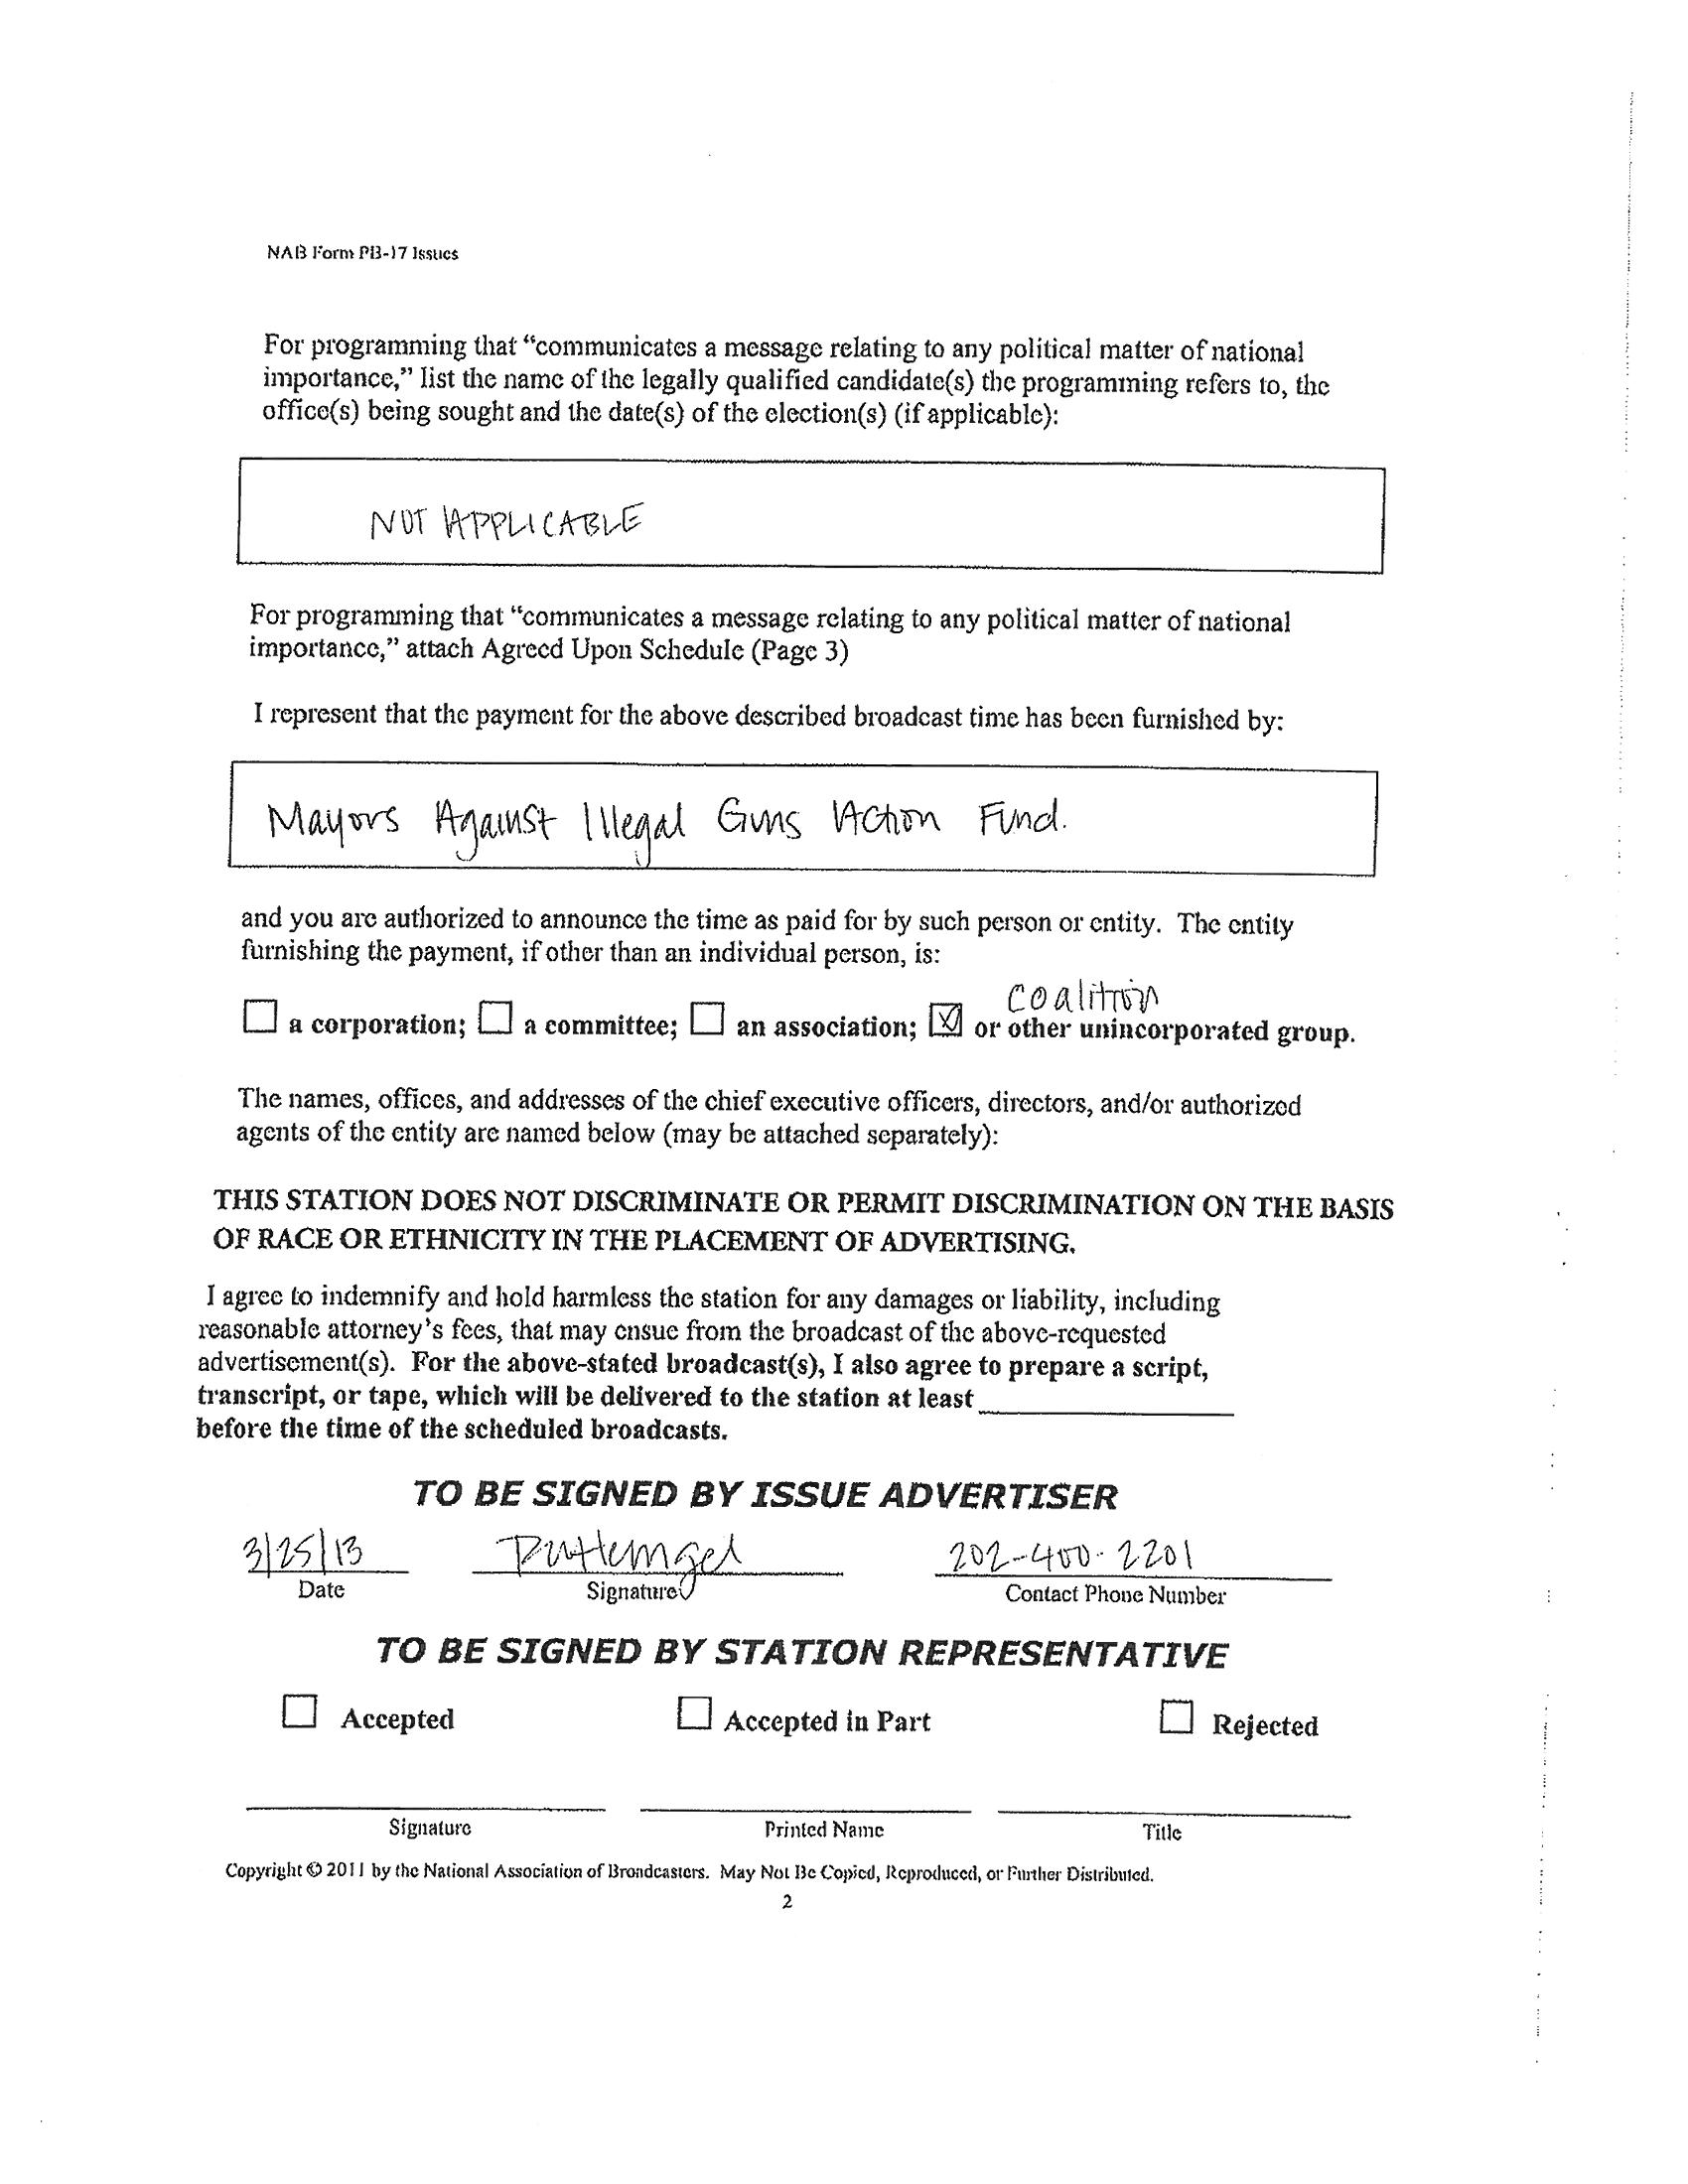 NAB Form PB-17 Issues
For programming that “communicates a message relating to any political matter of national
importance,” list the name of the legally qualified candidate(s) the programming refers to, the
office(s) being sought and the date(s) of the election(s) (if applicable):
NOT APPLICABLE
For programming that “communicates a message relating to any political matter of national
importance,” attach Agreed Upon Schedule (Page 3)
I represent that the payment for the above described broadcast time has been furnished by:
Mayors Against Illegal Guns Action Fund.
and you are authorized to announce the time as paid for by such person or entity. The entity
furnishing the payment, if other than an individual person, is:
coalition
a corporation; a committee; an association; or other unincorporated group.
The names, offices, and addresses of the chief executive officers, directors, and/or authorized
agents of the entity are named below (may be attached separately):
THIS STATION DOES NOT DISCRIMINATE OR PERMIT DISCRIMINATION ON THE BASIS
OF RACE OR ETHNICITY IN THE PLACEMENT OF ADVERTISING.
I agree to indemnify and hold harmless the station for any damages or liability, including
reasonable attorney's fees, that may ensue from the broadcast of the above-requested
advertisement(s). For the above-stated broadcast(s), I also agree to prepare a script,
transcript, or tape, which will be delivered to the station at least
before the time of the scheduled broadcasts.
TO BE SIGNED BY ISSUE ADVERTISER
3/25/13 202-400-2201
Date Signature Contact Phone Number
TO BE SIGNED BY STATION REPRESENTATIVE
Accepted Accepted in Part Rejected
Signature Printed Name Title
Copyright © 2011 by the National Association of Broadcasters. May Not Be Copied, Reproduced, or Further Distributed.
2